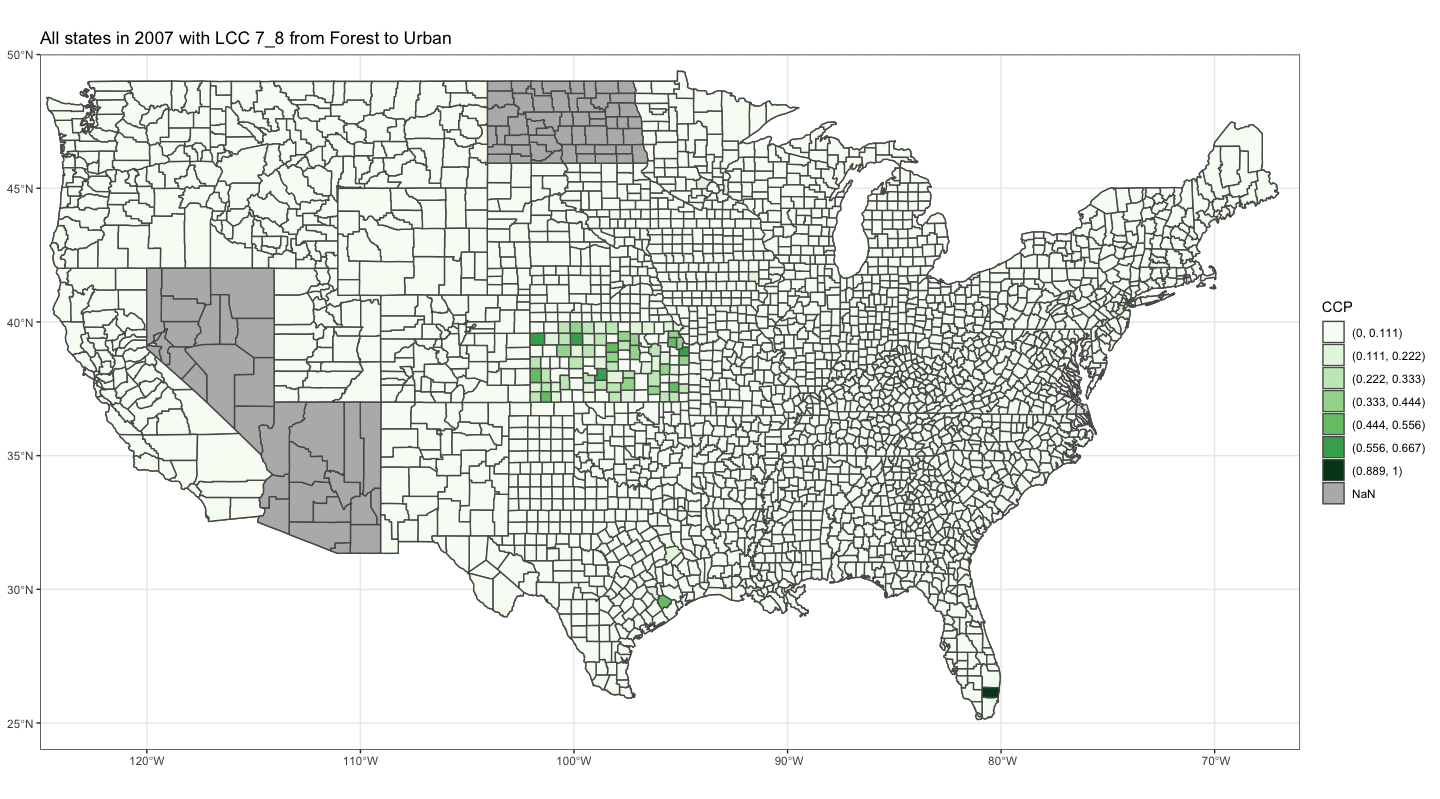 All states in 2007 with LCC 7_8 from Forest to Urban
50°N
45°N
40°N
35°N
30°N
25°N
120°W
110°W
100°W
90°W
80°W
70°W
CCP
(0, 0.111)
(0.111, 0.222)
(0.222, 0.333)
(0.333, 0.444)
(0.444, 0.556)
(0.556, 0.667)
(0.889, 1)
NaN